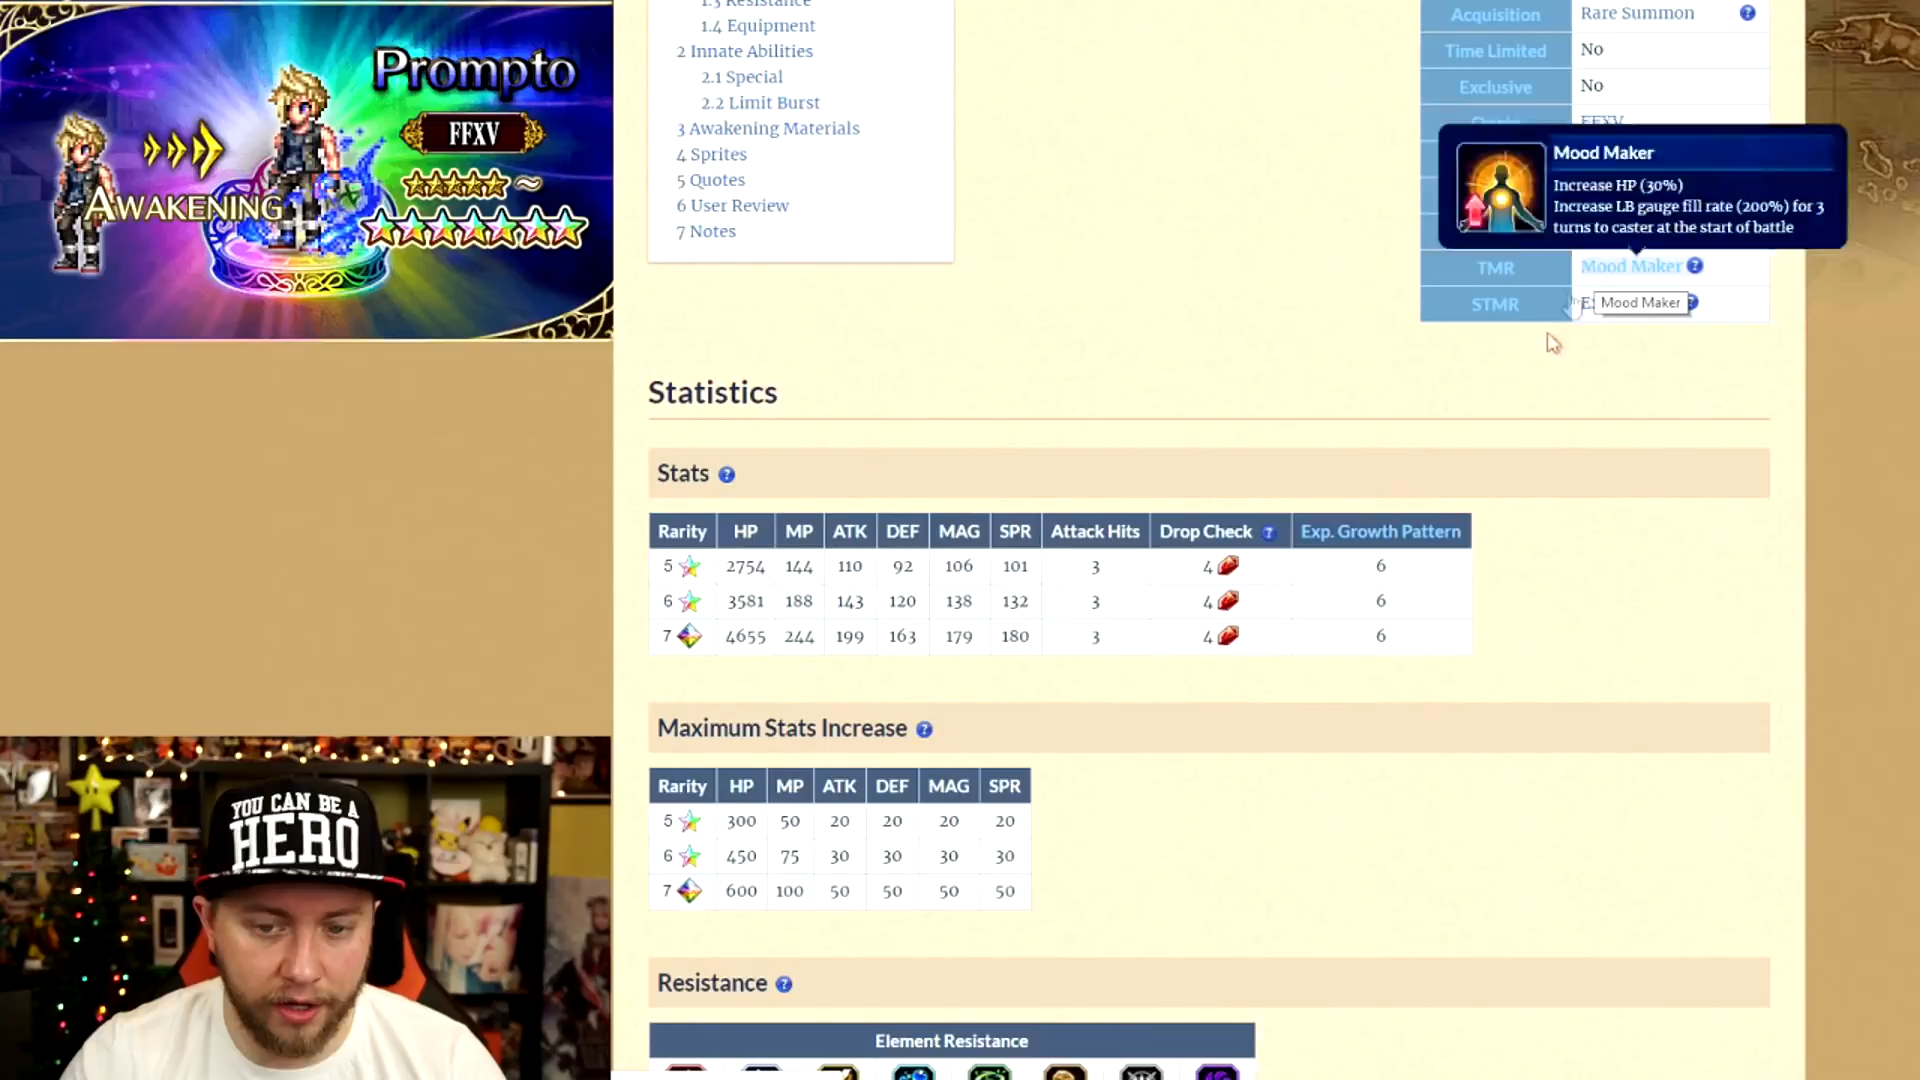 Prompto
FFXV
AWAKENING
1.3 Resistance
1.4 Equipment
2 Innate Abilities
2.1 Special
2.2 Limit Burst
3 Awakening Materials
4 Sprites
5 Quotes
6 User Review
7 Notes
Acquisition Rare Summon
Time Limited No
Exclusive No
Origin FFXV
Mood Maker
Increase HP (30%)
Increase LB gauge fill rate (200%) for 3
turns to caster at the start of battle
TMR Mood Maker
STMR
Mood Maker
Statistics
Stats
Rarity HP MP ATK DEF MAG SPR Attack Hits Drop Check Exp. Growth Pattern
5 2754 144 110 92 106 101 3 4 6
6 3581 188 143 120 138 132 3 4 6
7 4655 244 199 163 179 180 3 4 6
Maximum Stats Increase
Rarity HP MP ATK DEF MAG SPR
5 300 50 20 20 20 20
6 450 75 30 30 30 30
7 600 100 50 50 50 50
Resistance
Element Resistance
YOU CAN BE A
HERO